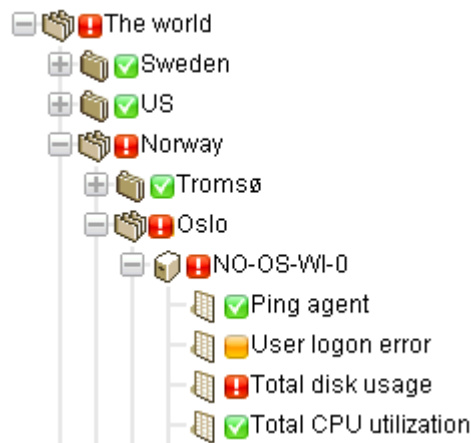 The world
Sweden
US
Norway
Tromsø
Oslo
NO-OS-WI-0
Ping agent
User logon error
Total disk usage
Total CPU utilization